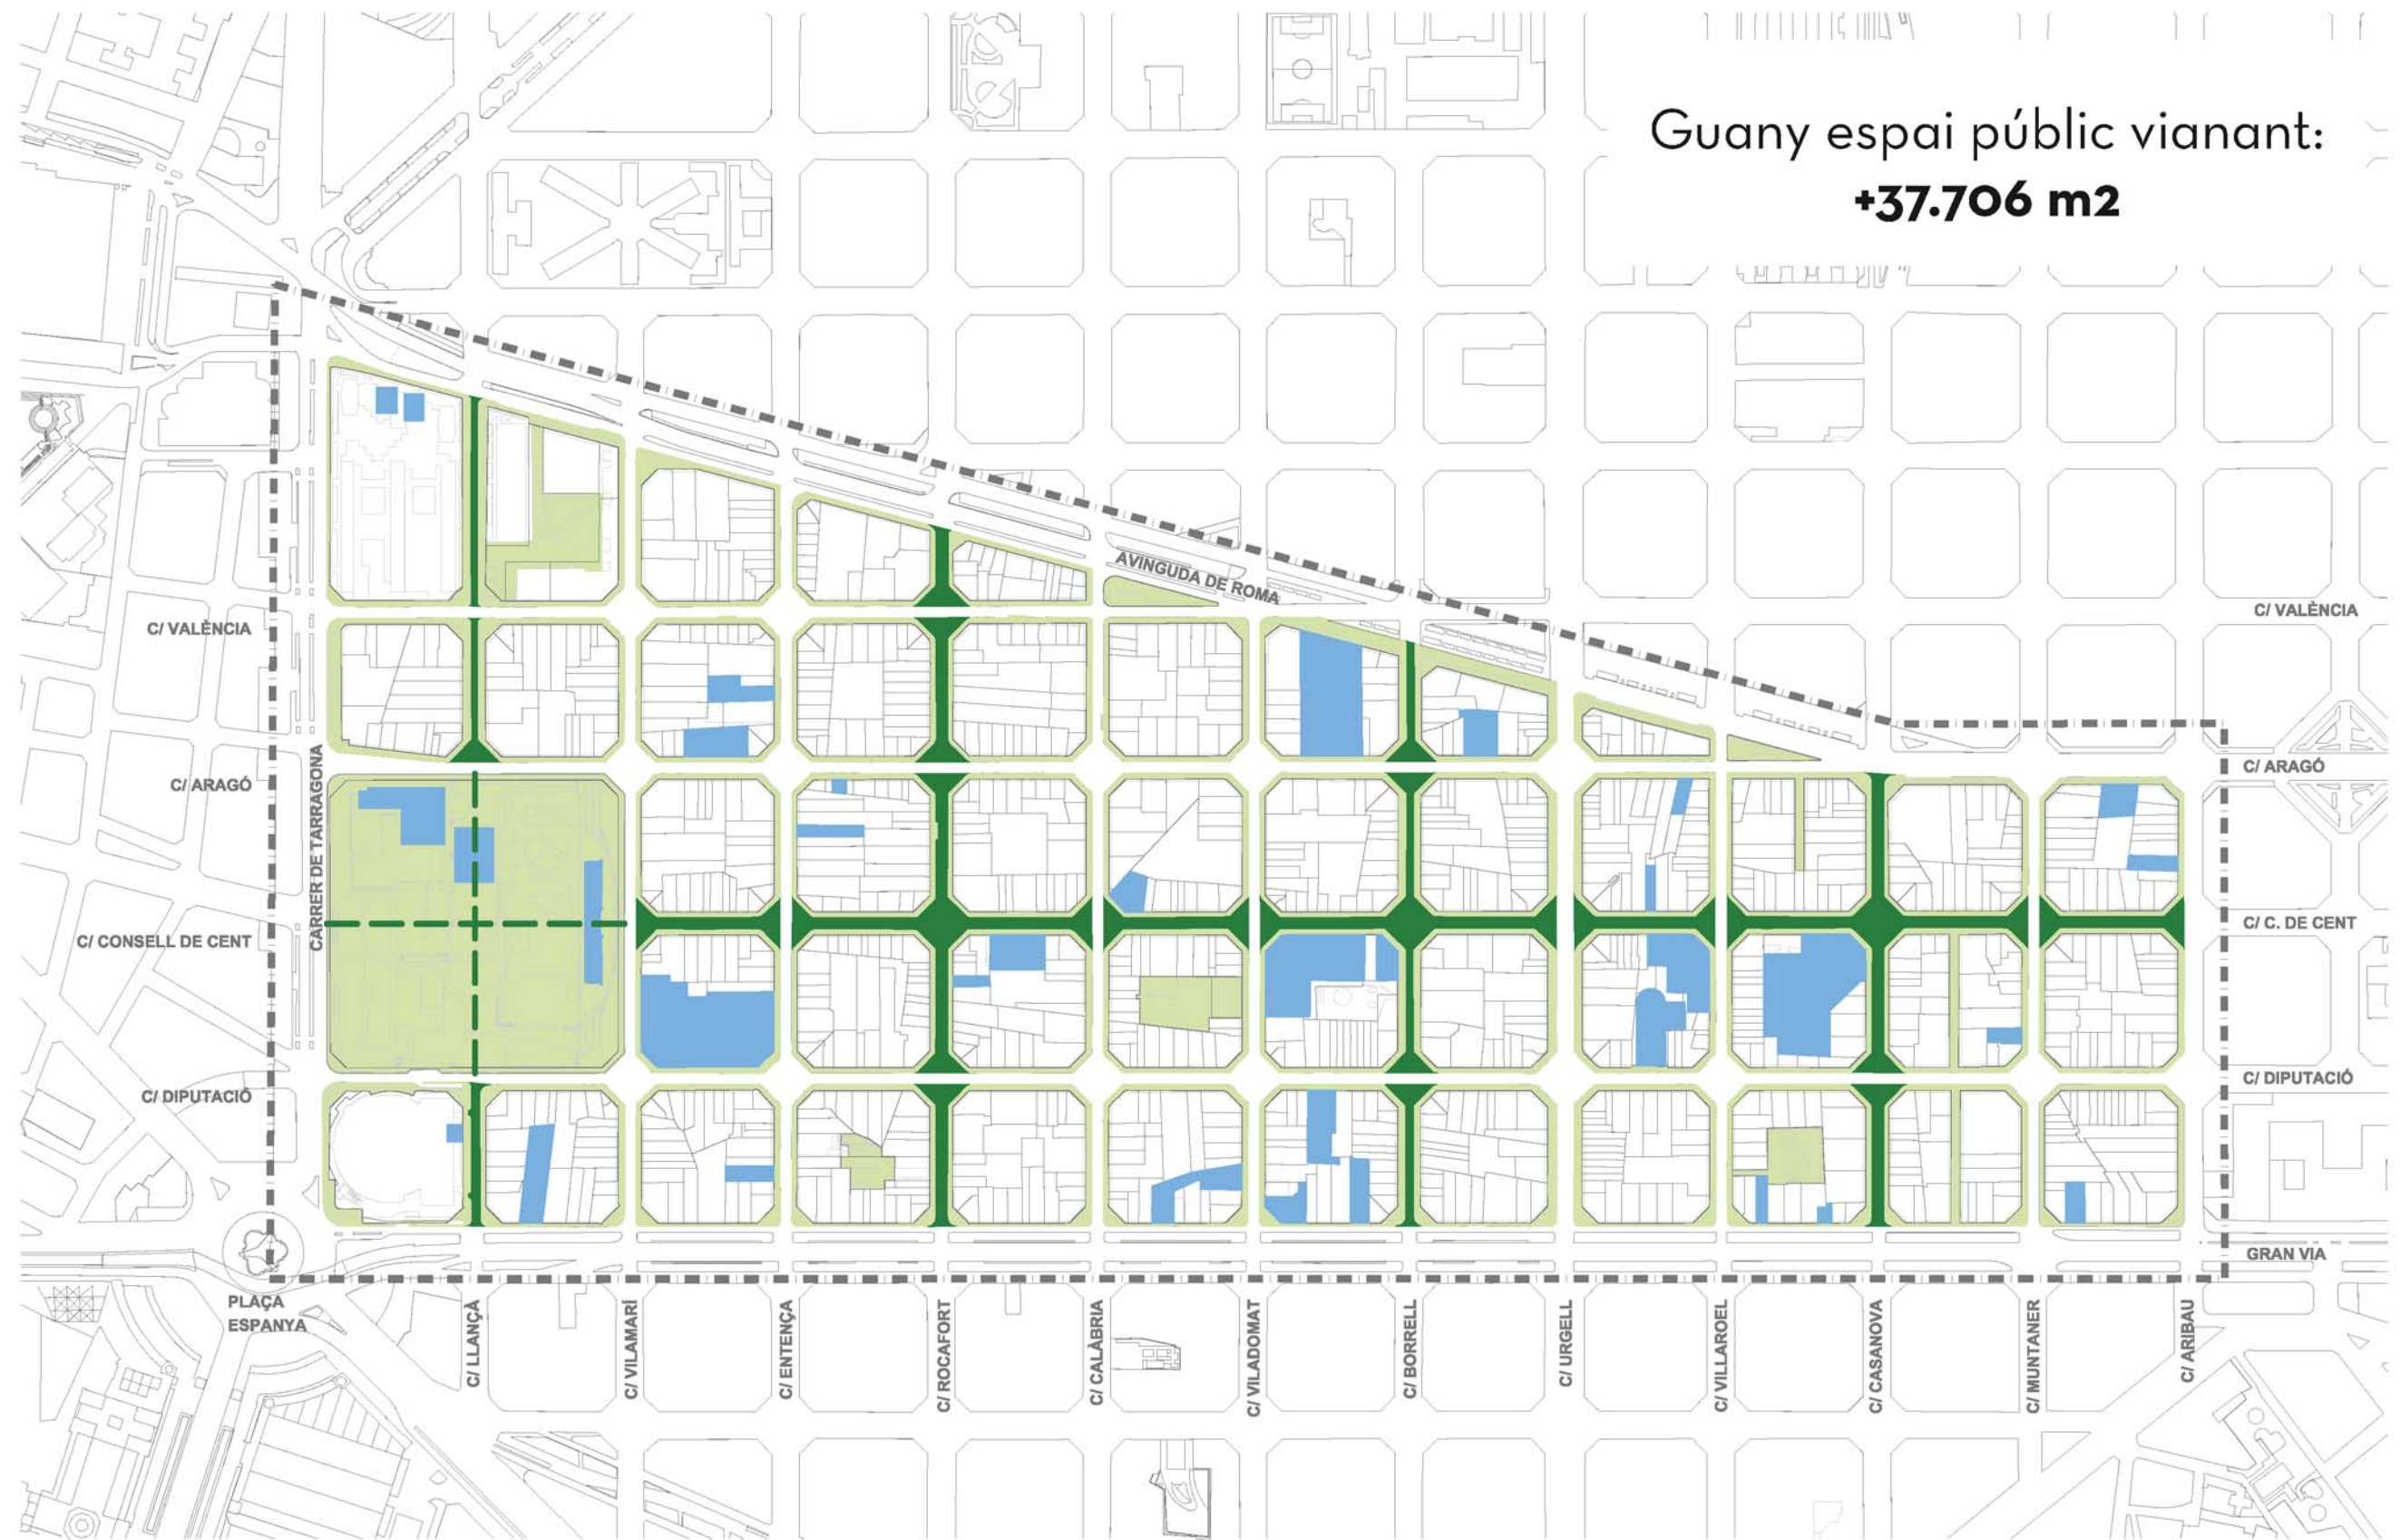 Guany espai públic vianant:
+37.706 m2
AVINGUDA DE ROMA
C/ VALÈNCIA
C/ VALÈNCIA
CARRER DE TARRAGONA
C/ ARAGÓ
C/ ARAGÓ
C/ CONSELL DE CENT
C/ C. DE CENT
C/ DIPUTACIÓ
C/ DIPUTACIÓ
GRAN VIA
PLAÇA
ESPANYA
C/ LLANÇÀ
C/ VILAMARÍ
C/ ENTENÇA
C/ ROCAFORT
C/ CALÀBRIA
C/ VILADOMAT
C/ BORRELL
C/ URGELL
C/ VILLAROEL
C/ CASANOVA
C/ MUNTANER
C/ ARIBAU